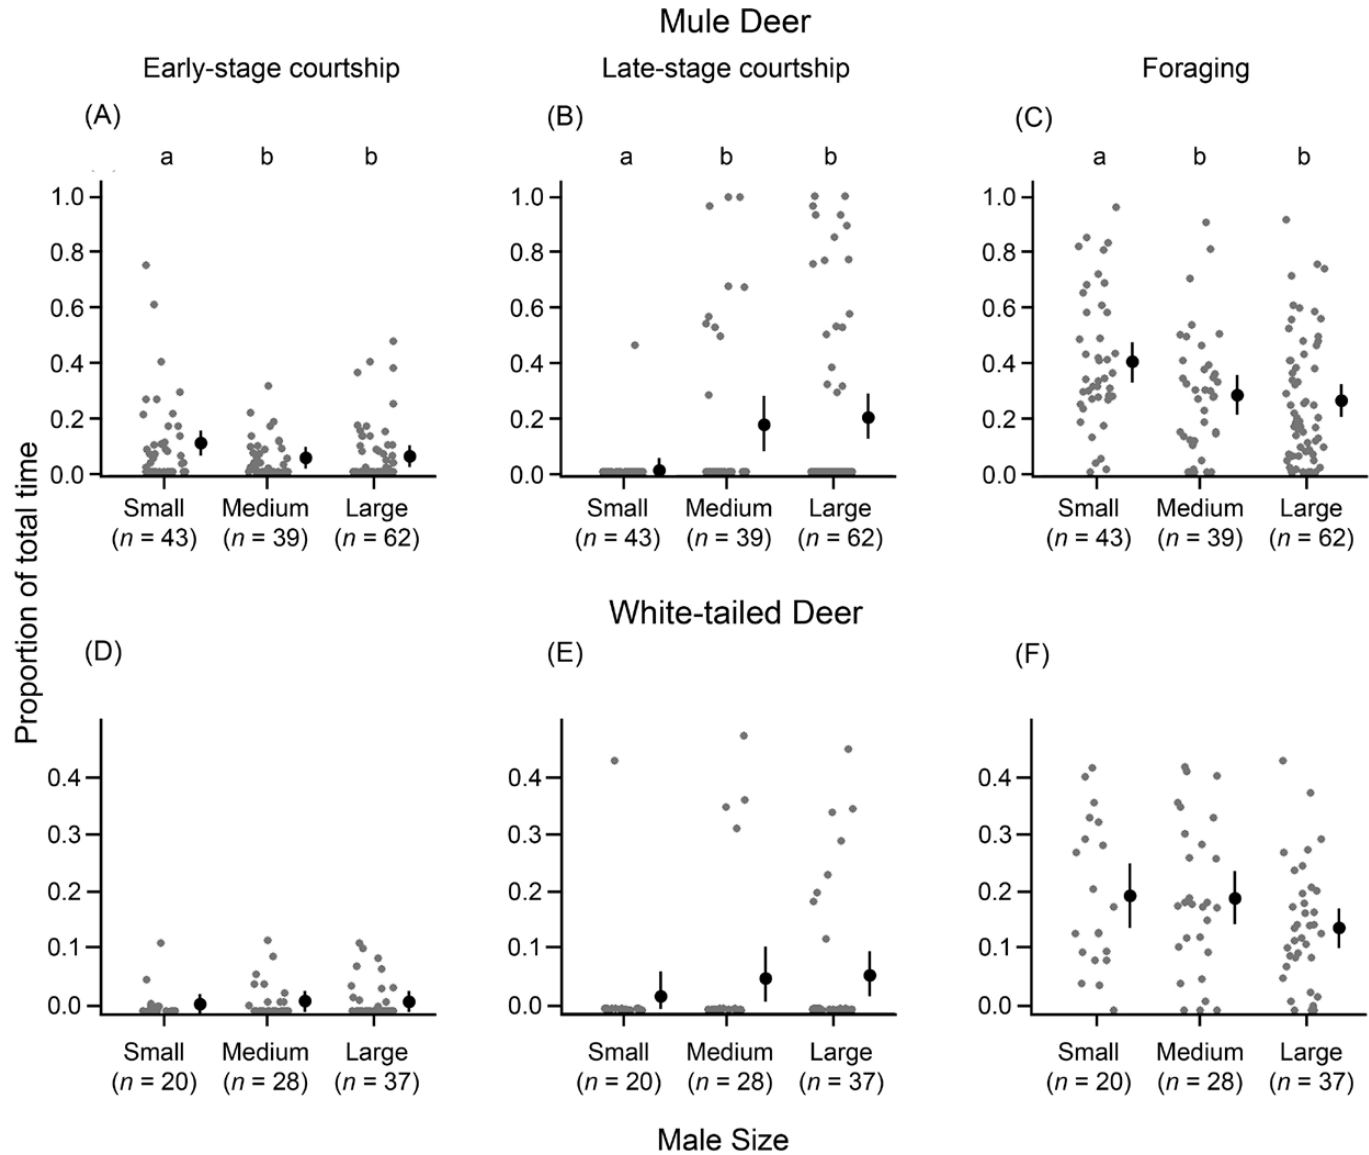 Mule Deer
Early-stage courtship
Late-stage courtship
Foraging
(A)
(B)
(C)
a b b
a b b
a b b
1.0
0.8
0.6
0.4
0.2
0.0
1.0
0.8
0.6
0.4
0.2
0.0
1.0
0.8
0.6
0.4
0.2
0.0
Small Medium Large
(n = 43) (n = 39) (n = 62)
Small Medium Large
(n = 43) (n = 39) (n = 62)
Small Medium Large
(n = 43) (n = 39) (n = 62)
Proportion of total time
White-tailed Deer
(D)
(E)
(F)
0.4
0.3
0.2
0.1
0.0
0.4
0.3
0.2
0.1
0.0
0.4
0.3
0.2
0.1
0.0
Small Medium Large
(n = 20) (n = 28) (n = 37)
Small Medium Large
(n = 20) (n = 28) (n = 37)
Small Medium Large
(n = 20) (n = 28) (n = 37)
Male Size